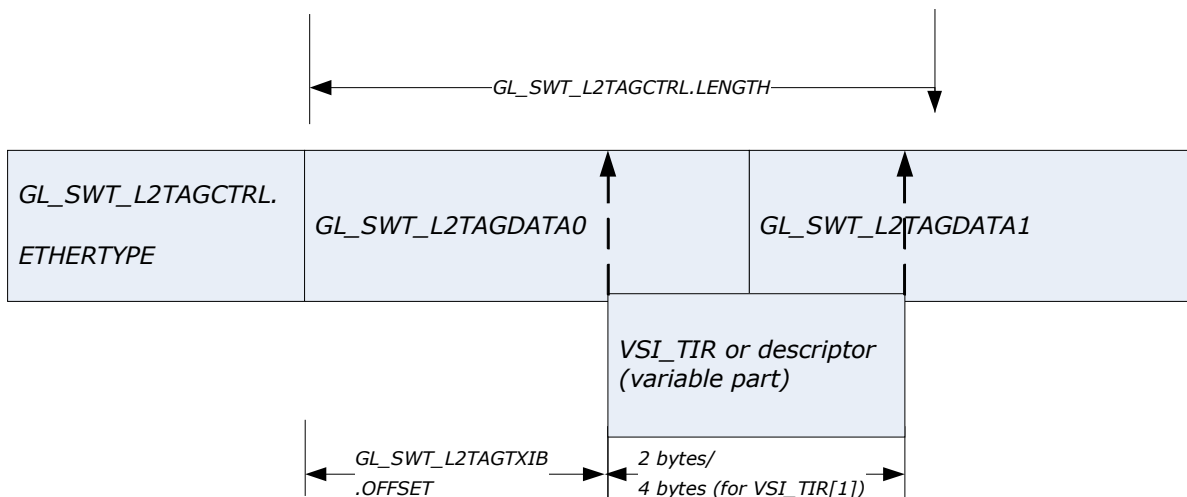 GL_SWT_L2TAGCTRL.LENGTH
GL_SWT_L2TAGCTRL.
ETHERTYPE
GL_SWT_L2TAGDATA0
GL_SWT_L2TAGDATA1
VSI_TIR or descriptor
(variable part)
GL_SWT_L2TAGTXIB
.OFFSET
2 bytes/
4 bytes (for VSI_TIR[1])